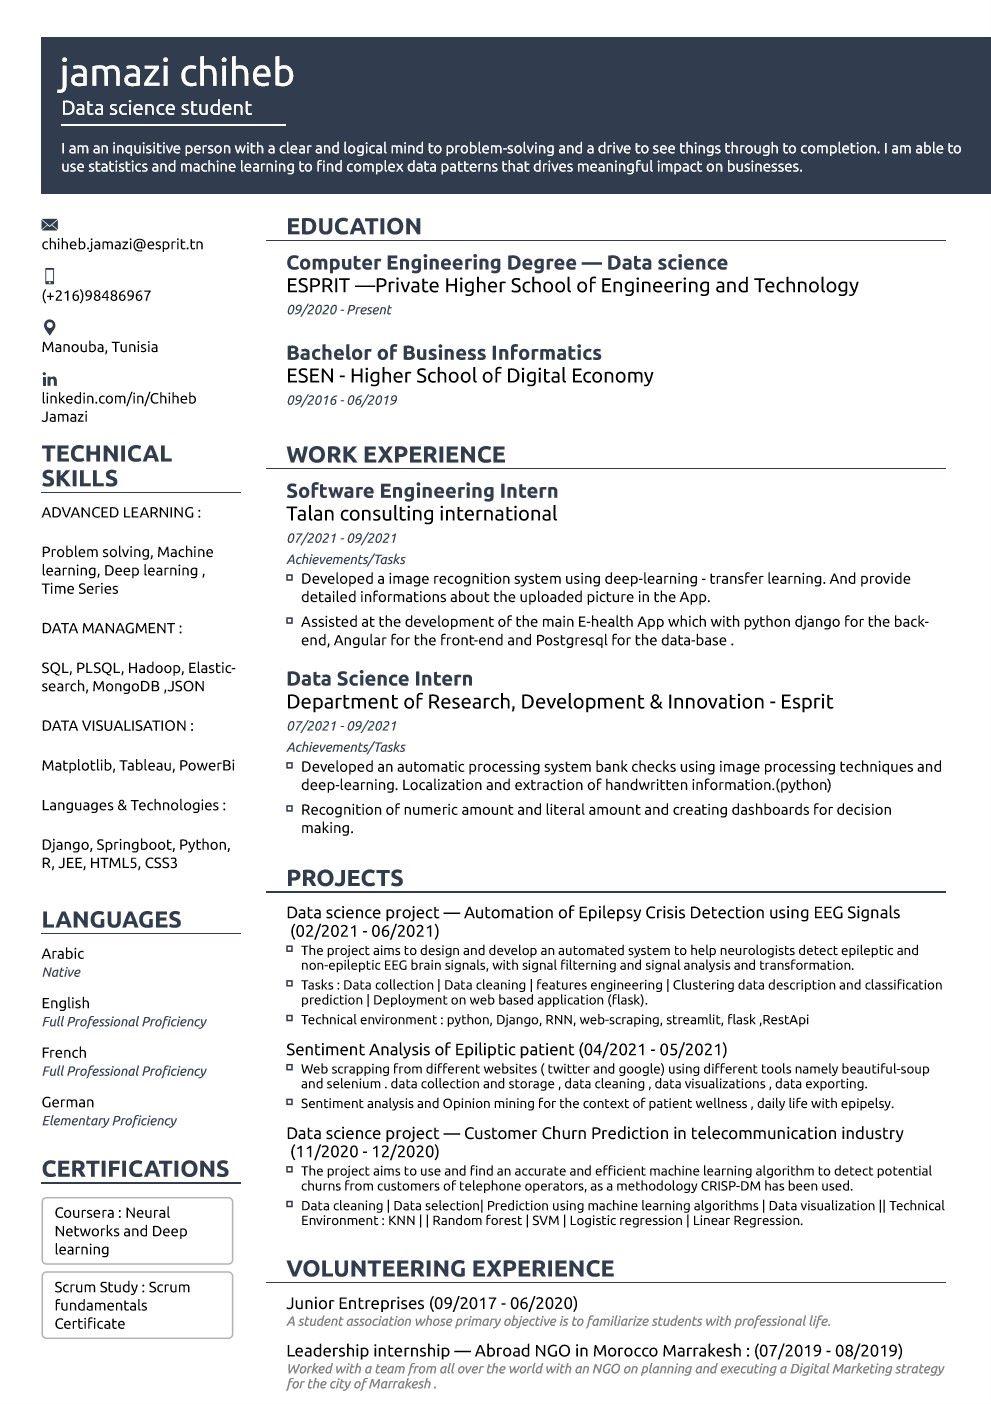 jamazi chiheb
Data science student
I am an inquisitive person with a clear and logical mind to problem-solving and a drive to see things through to completion. I am able to
use statistics and machine learning to find complex data patterns that drives meaningful impact on businesses.
chiheb.jamazi@esprit.tn
(+216)98486967
Manouba, Tunisia
in
linkedin.com/in/Chiheb
Jamazi
TECHNICAL
SKILLS
ADVANCED LEARNING :
Problem solving, Machine
learning, Deep learning ,
Time Series
DATA MANAGMENT :
SQL, PLSQL, Hadoop, Elastic-
search, MongoDB ,JSON
DATA VISUALISATION :
Matplotlib, Tableau, PowerBi
Languages & Technologies :
Django, Springboot, Python,
R, JEE, HTML5, CSS3
LANGUAGES
Arabic
Native
English
Full Professional Proficiency
French
Full Professional Proficiency
German
Elementary Proficiency
CERTIFICATIONS
Coursera : Neural
Networks and Deep
learning
Scrum Study : Scrum
fundamentals
Certificate
EDUCATION
Computer Engineering Degree — Data science
ESPRIT —Private Higher School of Engineering and Technology
09/2020 - Present
Bachelor of Business Informatics
ESEN - Higher School of Digital Economy
09/2016 - 06/2019
WORK EXPERIENCE
Software Engineering Intern
Talan consulting international
07/2021 - 09/2021
Achievements/Tasks
Developed a image recognition system using deep-learning - transfer learning. And provide
detailed informations about the uploaded picture in the App.
Assisted at the development of the main E-health App which with python django for the back-
end, Angular for the front-end and Postgresql for the data-base .
Data Science Intern
Department of Research, Development & Innovation - Esprit
07/2021 - 09/2021
Achievements/Tasks
Developed an automatic processing system bank checks using image processing techniques and
deep-learning. Localization and extraction of handwritten information.(python)
Recognition of numeric amount and literal amount and creating dashboards for decision
making.
PROJECTS
Data science project — Automation of Epilepsy Crisis Detection using EEG Signals
(02/2021 - 06/2021)
The project aims to design and develop an automated system to help neurologists detect epileptic and
non-epileptic EEG brain signals, with signal filterning and signal analysis and transformation.
Tasks : Data collection | Data cleaning | features engineering | Clustering data description and classification
prediction | Deployment on web based application (flask).
Technical environment : python, Django, RNN, web-scraping, streamlit, flask ,RestApi
Sentiment Analysis of Epiliptic patient (04/2021 - 05/2021)
Web scrapping from different websites ( twitter and google) using different tools namely beautiful-soup
and selenium . data collection and storage , data cleaning , data visualizations , data exporting.
Sentiment analysis and Opinion mining for the context of patient wellness , daily life with epipelsy.
Data science project — Customer Churn Prediction in telecommunication industry
(11/2020 - 12/2020)
The project aims to use and find an accurate and efficient machine learning algorithm to detect potential
churns from customers of telephone operators, as a methodology CRISP-DM has been used.
Data cleaning | Data selection| Prediction using machine learning algorithms | Data visualization || Technical
Environment : KNN | | Random forest | SVM | Logistic regression | Linear Regression.
VOLUNTEERING EXPERIENCE
Junior Entreprises (09/2017 - 06/2020)
A student association whose primary objective is to familiarize students with professional life.
Leadership internship — Abroad NGO in Morocco Marrakesh : (07/2019 - 08/2019)
Worked with a team from all over the world with an NGO on planning and executing a Digital Marketing strategy
for the city of Marrakesh .